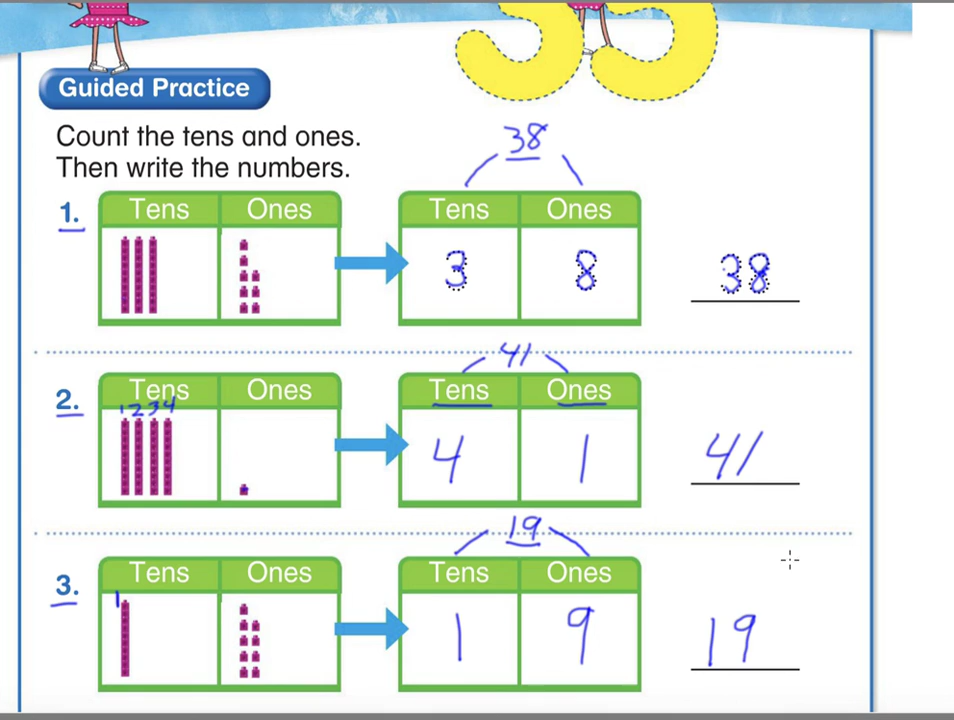 35
Guided Practice
Count the tens and ones.
Then write the numbers.
38
1. Tens Ones Tens Ones
3 8 38
41
2. Tens Ones Tens Ones
1234
4 1 41
19
3. Tens Ones Tens Ones
1
1 9 19